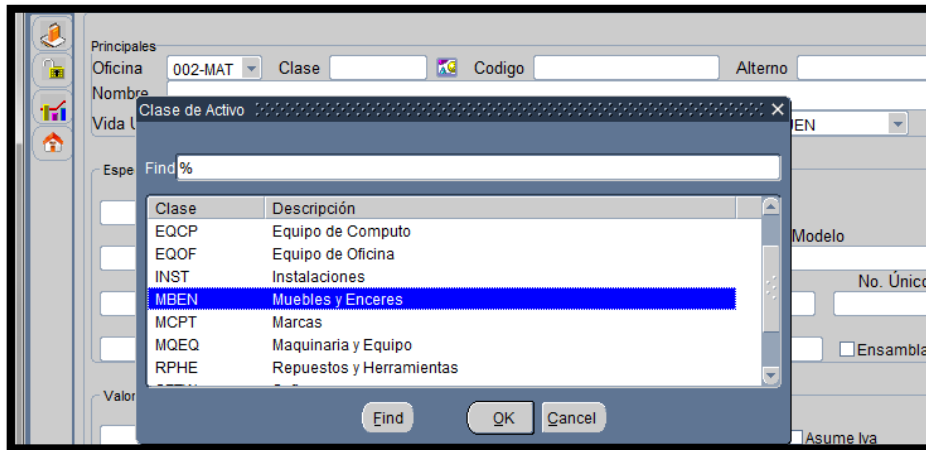 Principales
Oficina 002-MAT Clase Codigo Alterno
Nombre
Vida
Clase de Activo
Espe
Find %
Clase Descripción
EQCP Equipo de Computo
EQOF Equipo de Oficina
INST Instalaciones
Modelo
No. Único
MBEN Muebles y Enceres
MCPT Marcas
MQEQ Maquinaria y Equipo
Ensambla
RPHE Repuestos y Herramientas
Valor
Find OK Cancel
Asume Iva